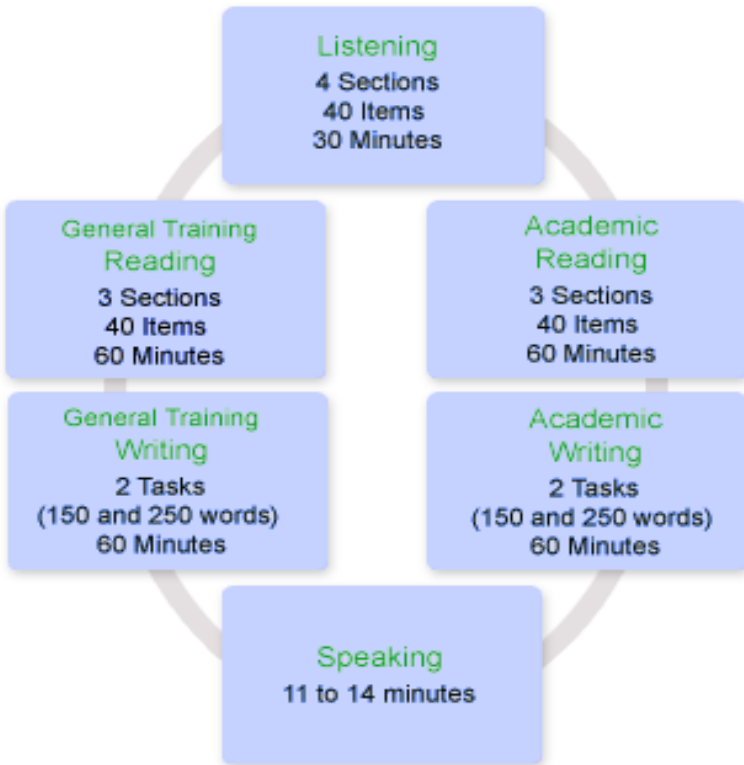 Listening
4 Sections
40 Items
30 Minutes
General Training
Reading
3 Sections
40 Items
60 Minutes
Academic
Reading
3 Sections
40 Items
60 Minutes
General Training
Writing
2 Tasks
(150 and 250 words)
60 Minutes
Academic
Writing
2 Tasks
(150 and 250 words)
60 Minutes
Speaking
11 to 14 minutes